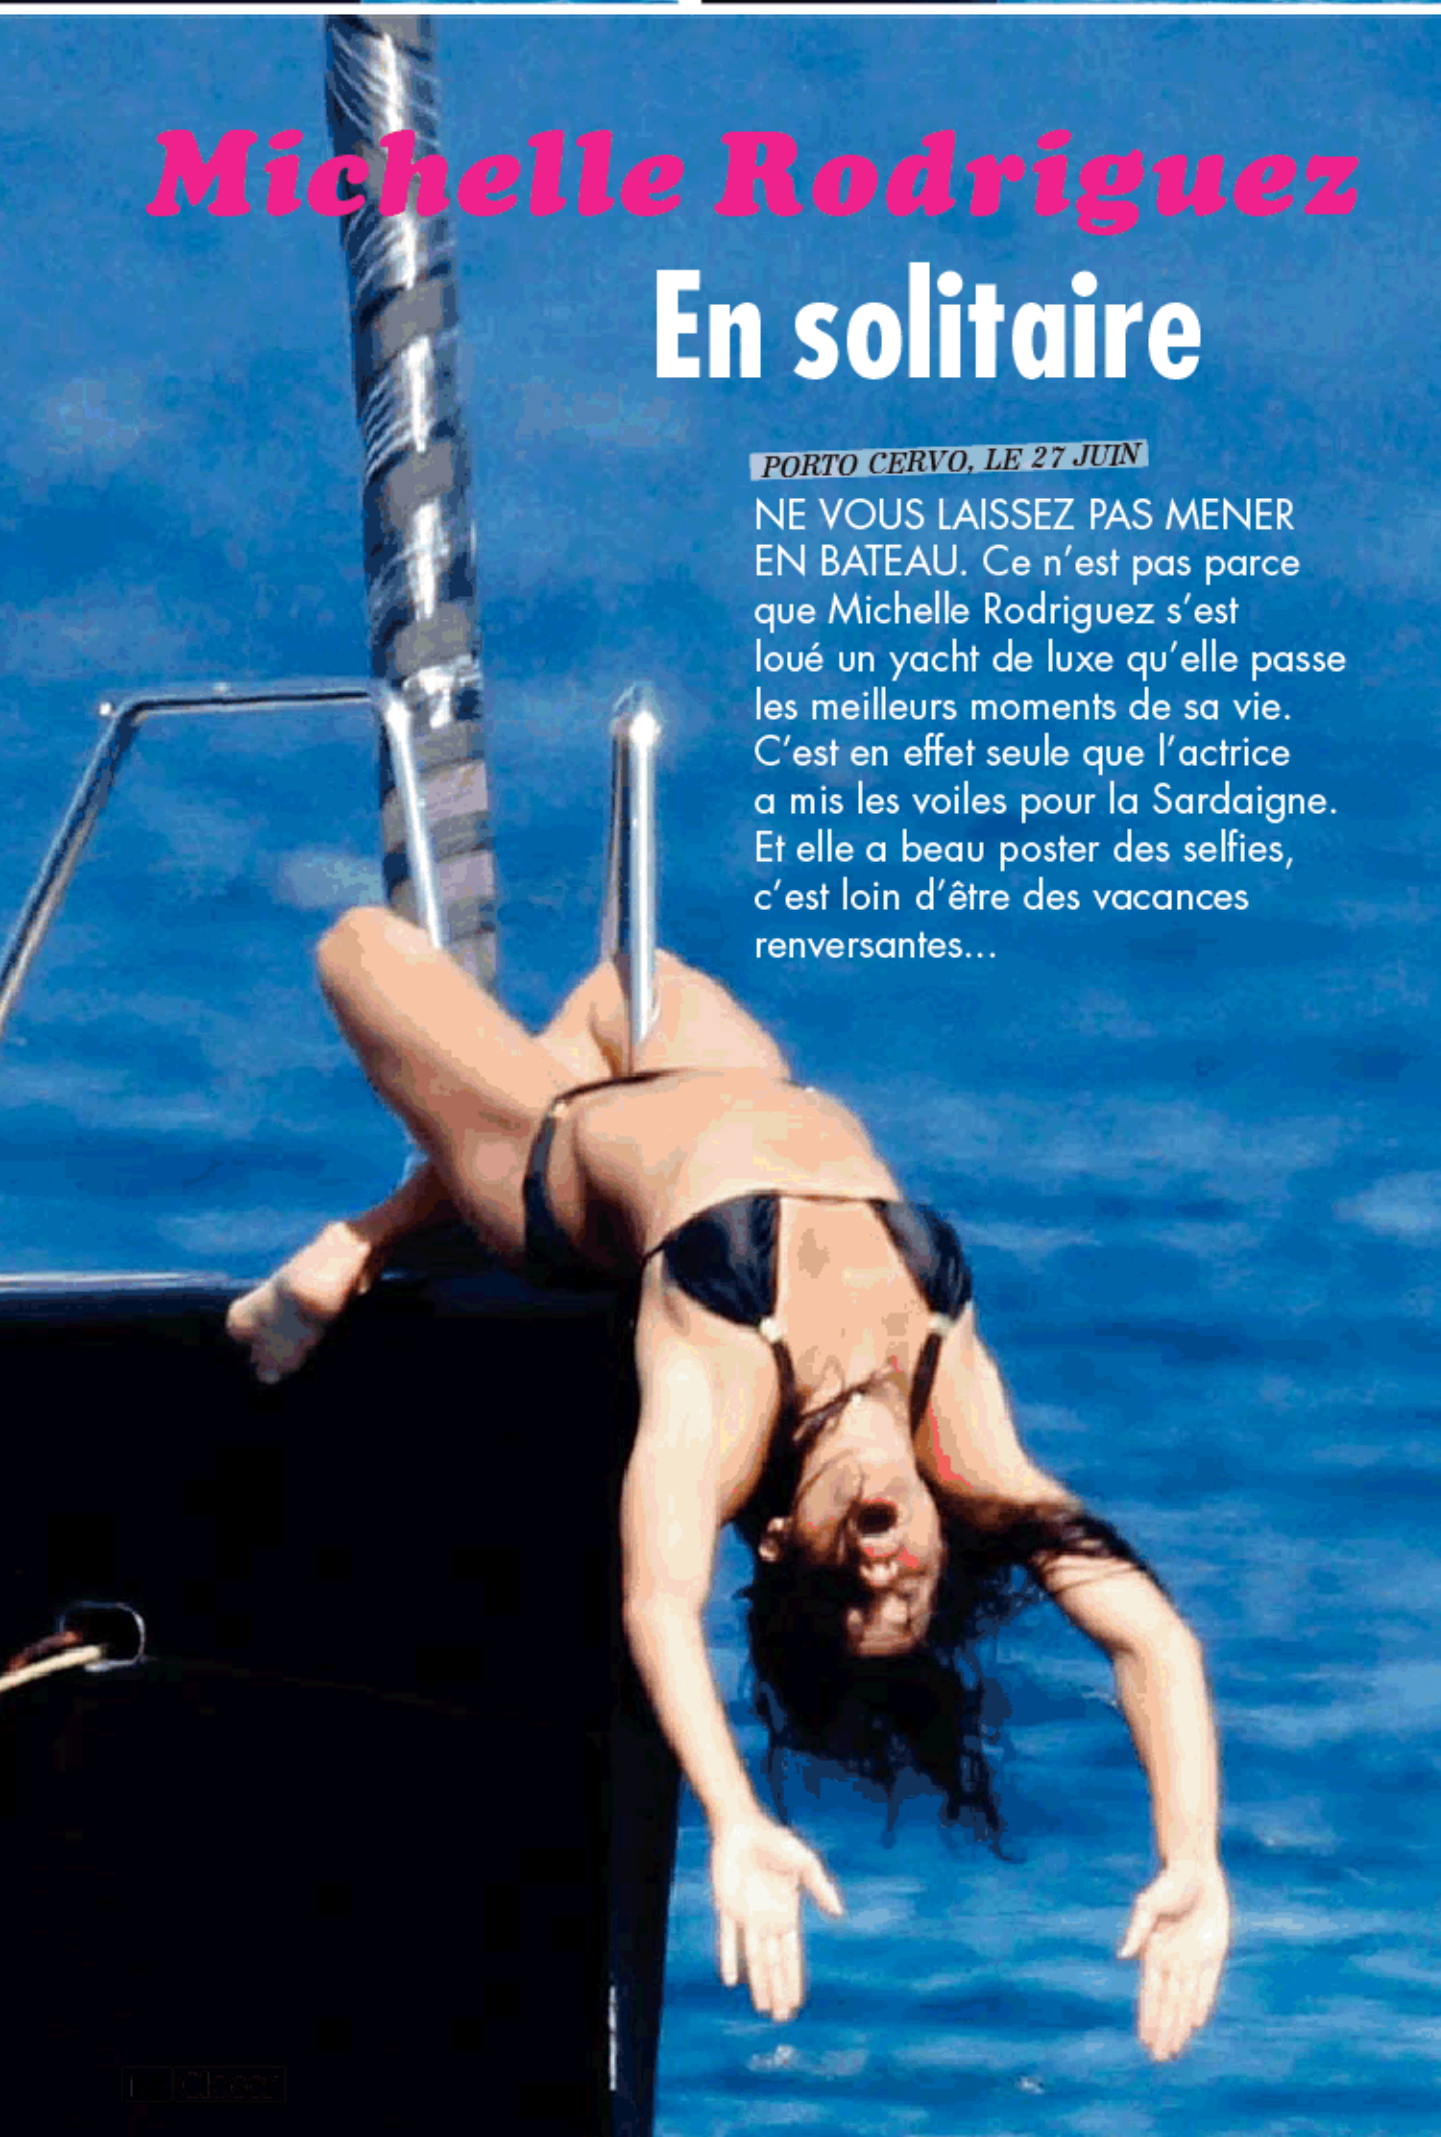 Michelle Rodriguez
En solitaire
PORTO CERVO, LE 27 JUIN
NE VOUS LAISSEZ PAS MENER
EN BATEAU. Ce n’est pas parce
que Michelle Rodriguez s’est
loué un yacht de luxe qu’elle passe
les meilleurs moments de sa vie.
C’est en effet seule que l’actrice
a mis les voiles pour la Sardaigne.
Et elle a beau poster des selfies,
c’est loin d’être des vacances
renversantes...
Closer